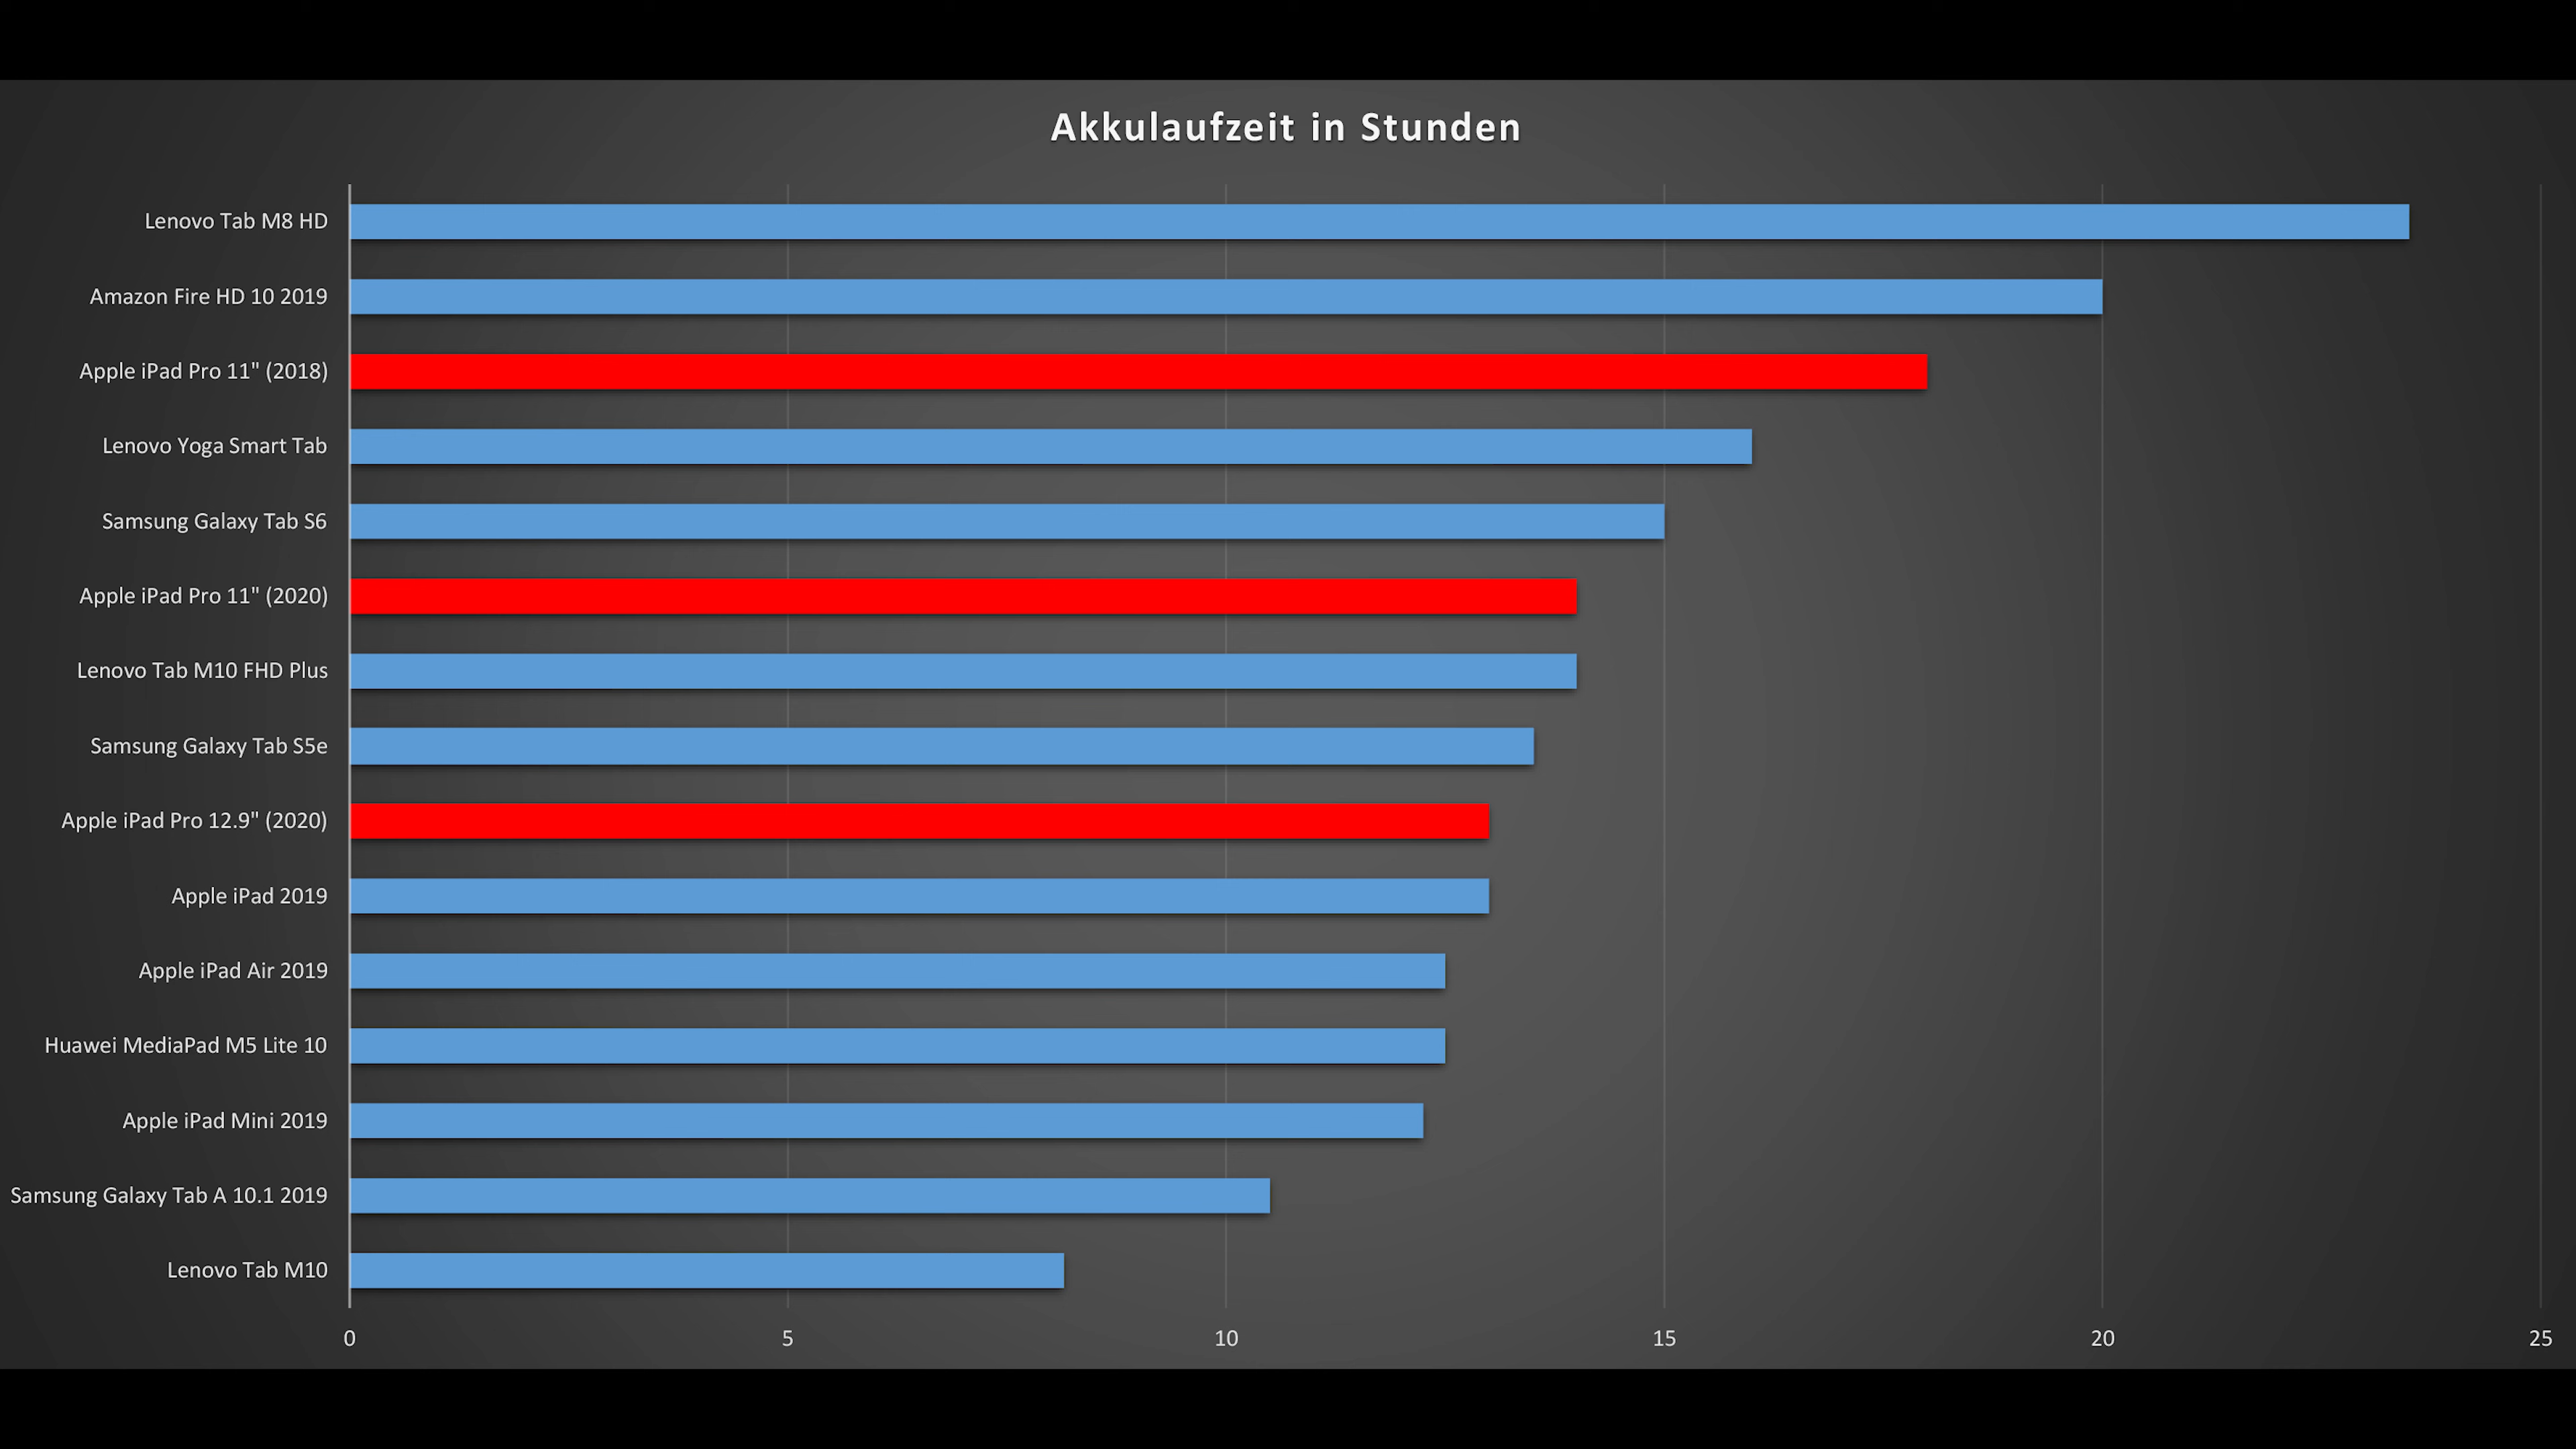 Akkulaufzeit in Stunden
Lenovo Tab M8 HD
Amazon Fire HD 10 2019
Apple iPad Pro 11" (2018)
Lenovo Yoga Smart Tab
Samsung Galaxy Tab S6
Apple iPad Pro 11" (2020)
Lenovo Tab M10 FHD Plus
Samsung Galaxy Tab S5e
Apple iPad Pro 12.9" (2020)
Apple iPad 2019
Apple iPad Air 2019
Huawei MediaPad M5 Lite 10
Apple iPad Mini 2019
Samsung Galaxy Tab A 10.1 2019
Lenovo Tab M10
0 5 10 15 20 25